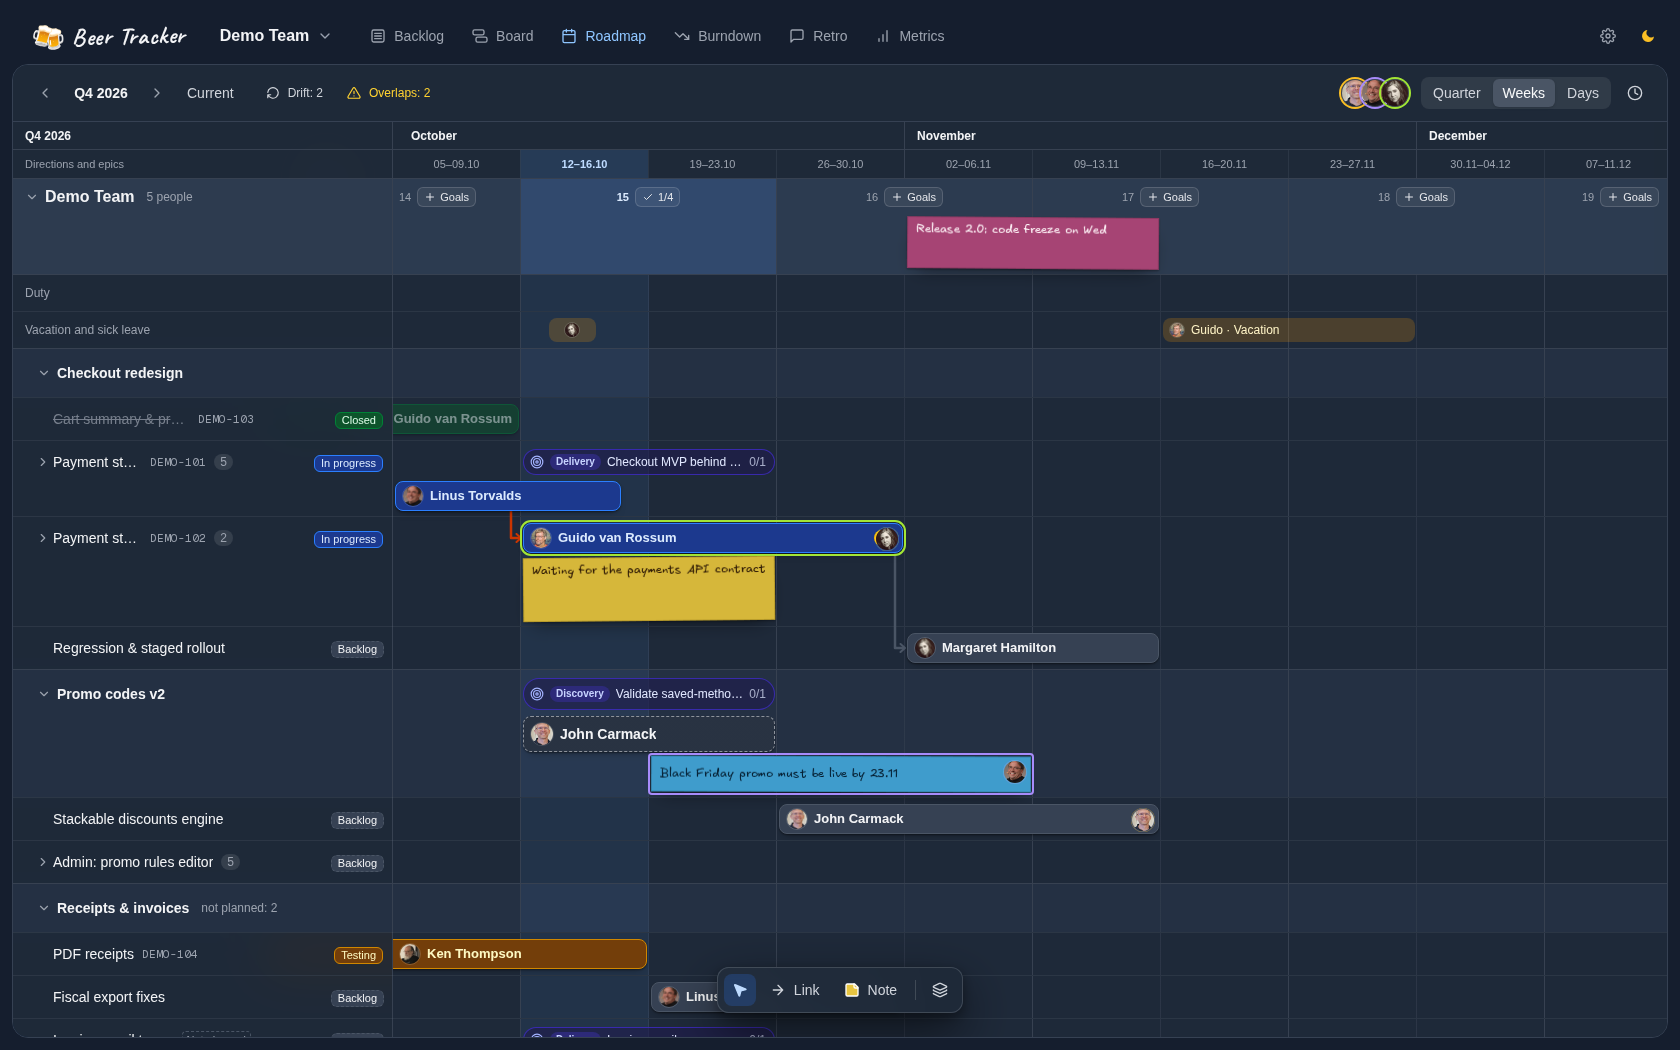 Beer Tracker
Demo Team
Backlog
Board
Roadmap
Burndown
Retro
Metrics
Q4 2026
Current
Drift: 2
Overlaps: 2
Quarter
Weeks
Days
Q4 2026
October
November
December
Directions and epics
05–09.10
12–16.10
19–23.10
26–30.10
02–06.11
09–13.11
16–20.11
23–27.11
30.11–04.12
07–11.12
Demo Team
5 people
14
Goals
15
1/4
16
Goals
17
Goals
18
Goals
19
Goals
Release 2.0: code freeze on Wed
Duty
Vacation and sick leave
Guido · Vacation
Checkout redesign
Cart summary & pr…
DEMO-103
Closed
Guido van Rossum
Payment st…
DEMO-101
5
In progress
Delivery
Checkout MVP behind …
0/1
Linus Torvalds
Payment st…
DEMO-102
2
In progress
Guido van Rossum
Waiting for the payments API contract
Regression & staged rollout
Backlog
Margaret Hamilton
Promo codes v2
Discovery
Validate saved-metho…
0/1
John Carmack
Black Friday promo must be live by 23.11
Stackable discounts engine
Backlog
John Carmack
Admin: promo rules editor
5
Backlog
Receipts & invoices
not planned: 2
PDF receipts
DEMO-104
Testing
Ken Thompson
Fiscal export fixes
Backlog
Linus
Link
Note